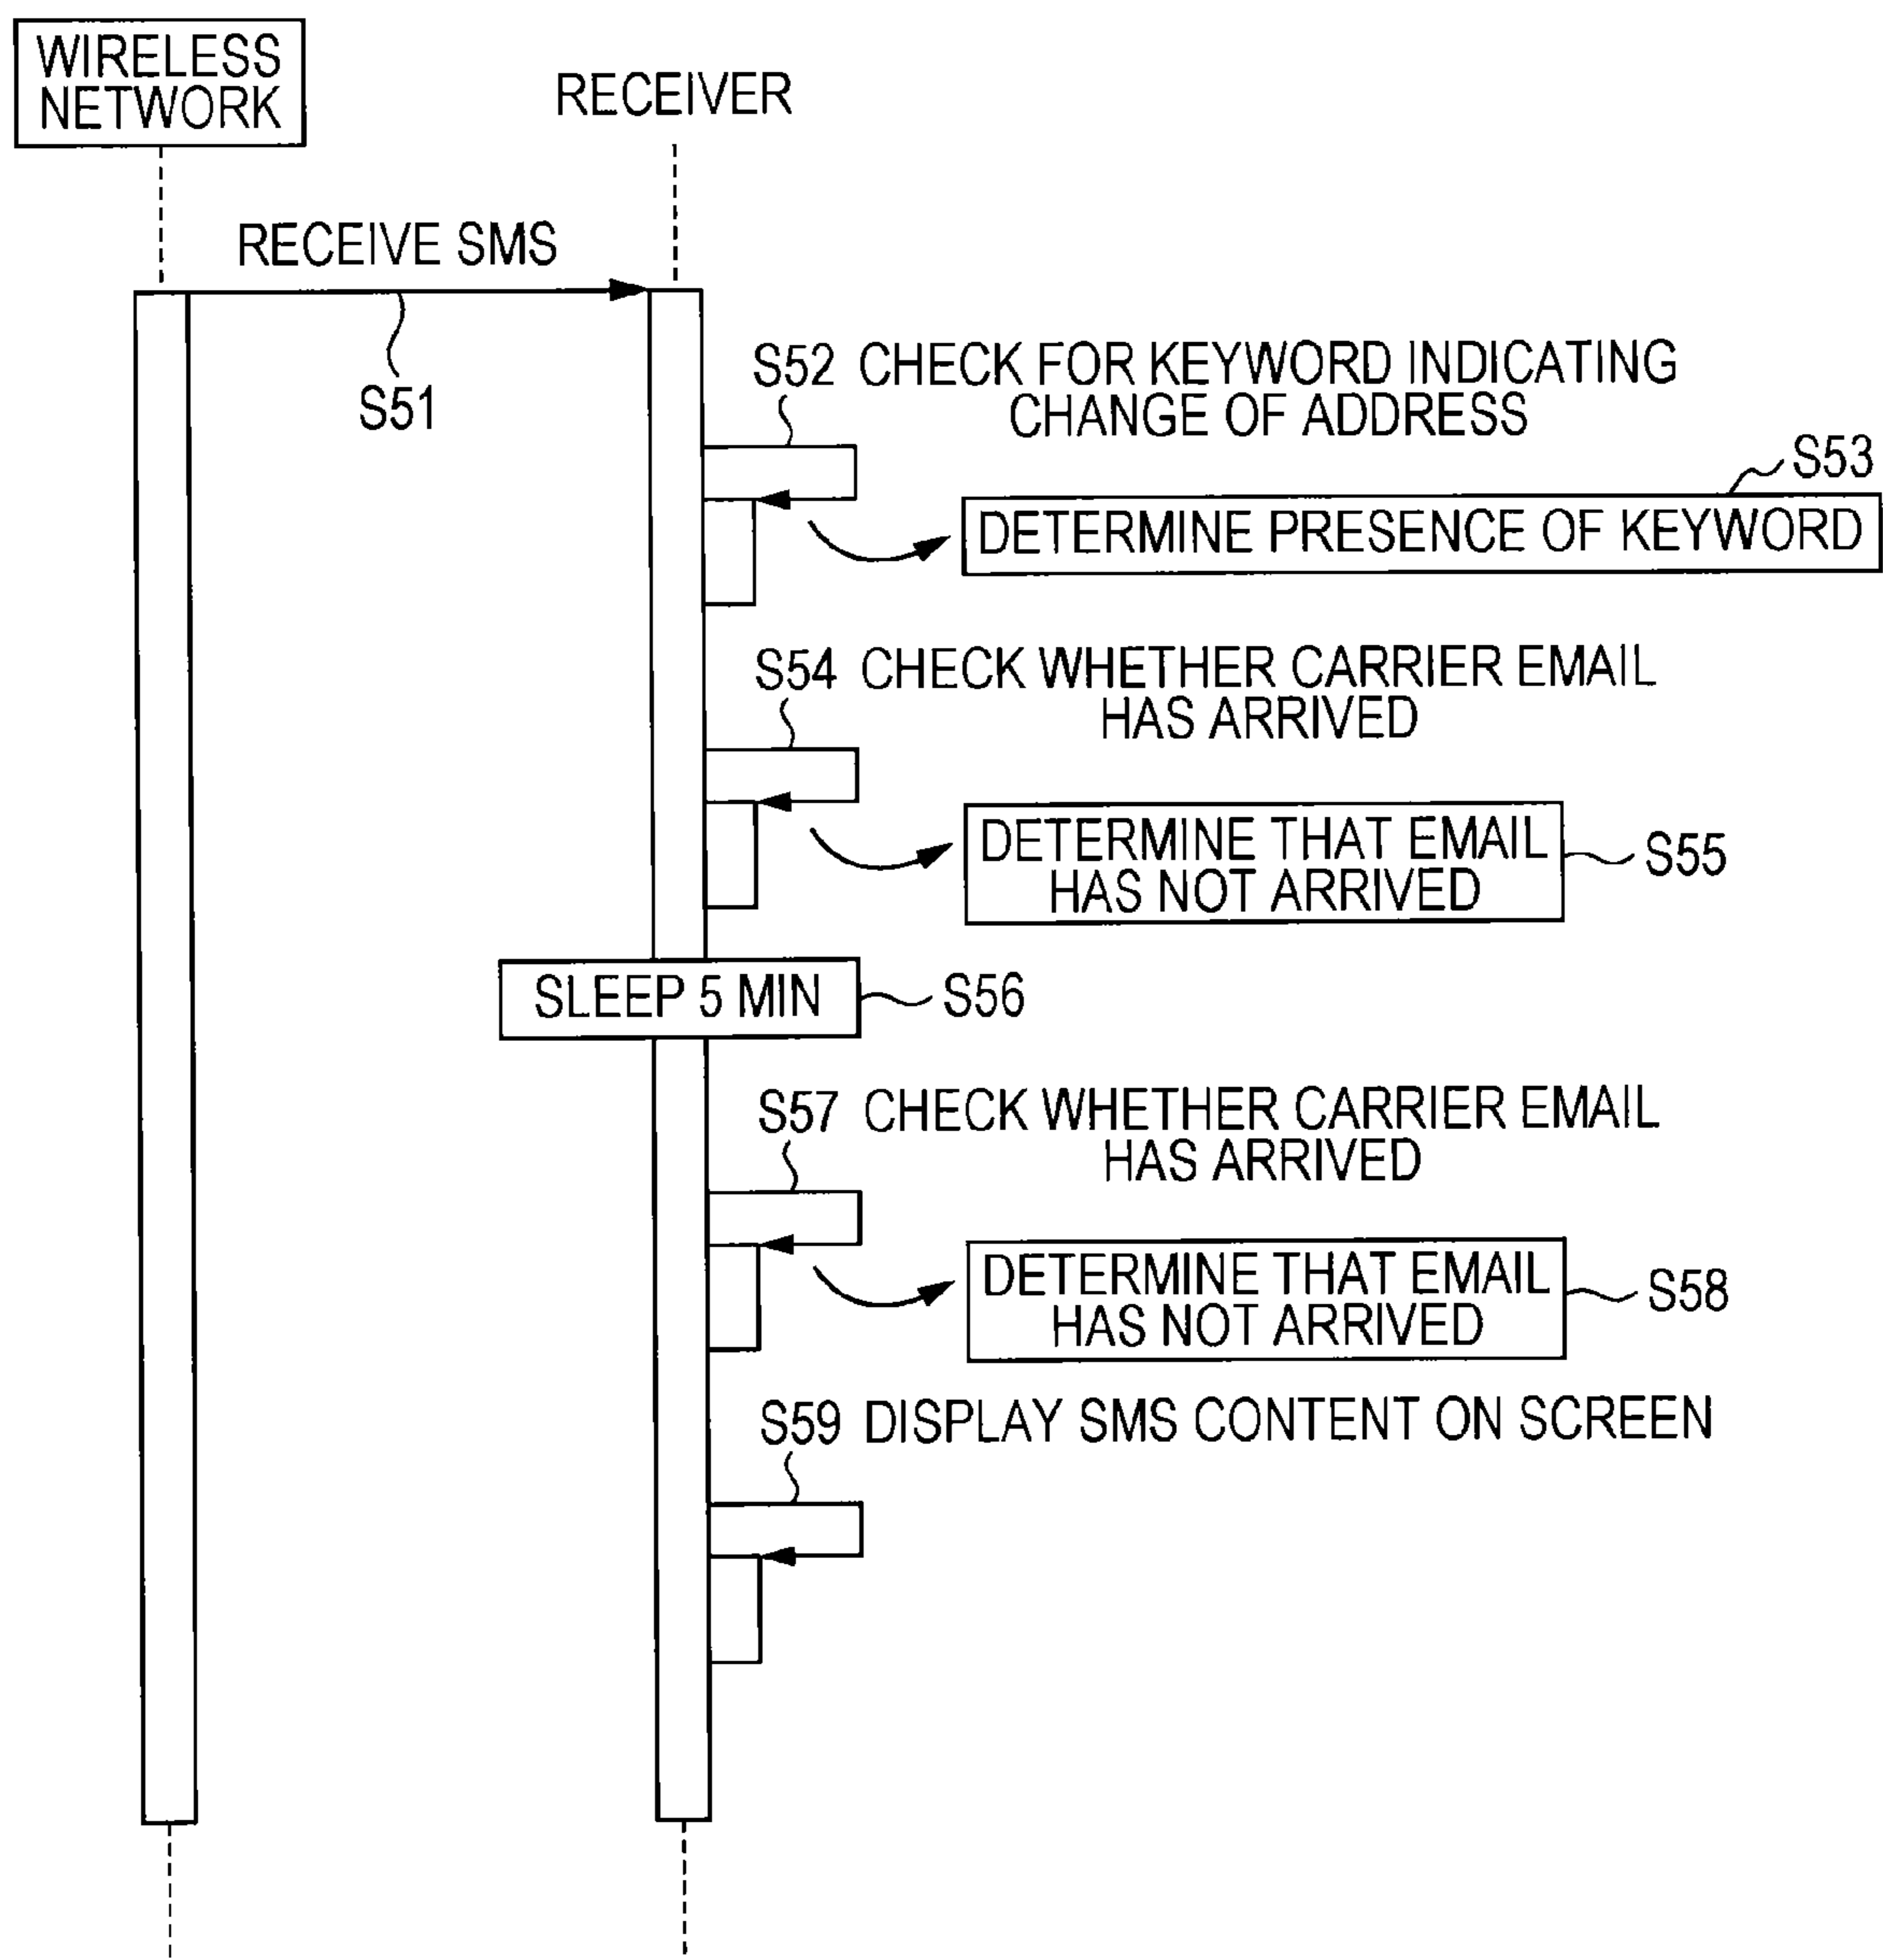 WIRELESS
NETWORK
RECEIVER
RECEIVE SMS
S51
S52 CHECK FOR KEYWORD INDICATING
CHANGE OF ADDRESS
S53
DETERMINE PRESENCE OF KEYWORD
S54 CHECK WHETHER CARRIER EMAIL
HAS ARRIVED
DETERMINE THAT EMAIL
HAS NOT ARRIVED
S55
SLEEP 5 MIN
S56
S57 CHECK WHETHER CARRIER EMAIL
HAS ARRIVED
DETERMINE THAT EMAIL
HAS NOT ARRIVED
S58
S59 DISPLAY SMS CONTENT ON SCREEN